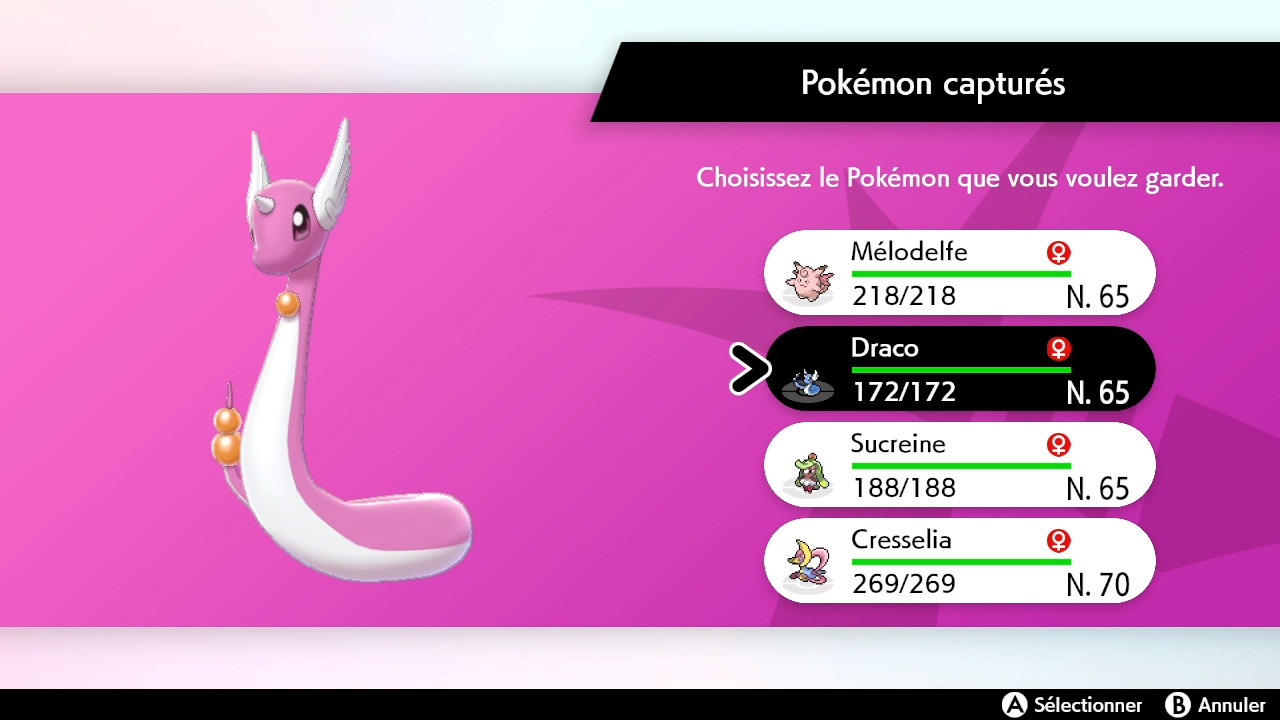 Pokémon capturés
Choisissez le Pokémon que vous voulez garder.
Mélodelfe ♀
218/218 N. 65
Draco ♀
172/172 N. 65
Sucreine ♀
188/188 N. 65
Cresselia ♀
269/269 N. 70
A Sélectionner B Annuler